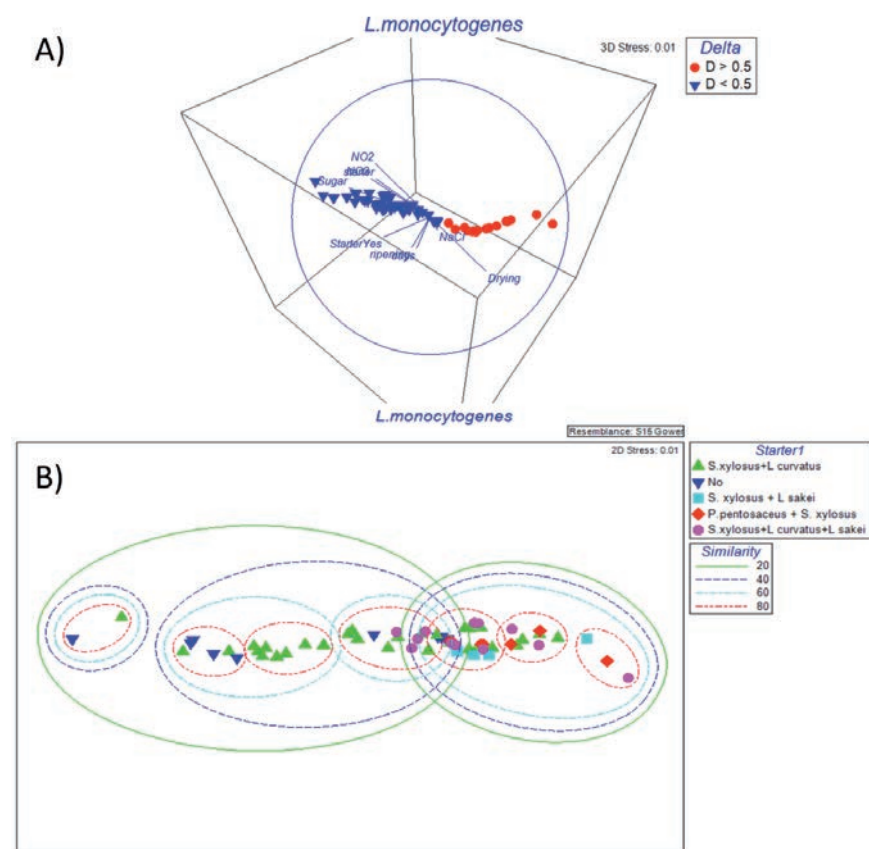 A)
L.monocytogenes
3D Stress: 0.01
Delta
D > 0.5
D < 0.5
NO2
starter
Sugar
StarterYes
ripening
NaCl
Drying
L.monocytogenes
Resemblance: S15 Gower
B)
2D Stress: 0.01
Starter1
S.xylosus+L curvatus
No
S. xylosus + L sakei
P.pentosaceus + S. xylosus
S.xylosus+L curvatus+L sakei
Similarity
20
40
60
80